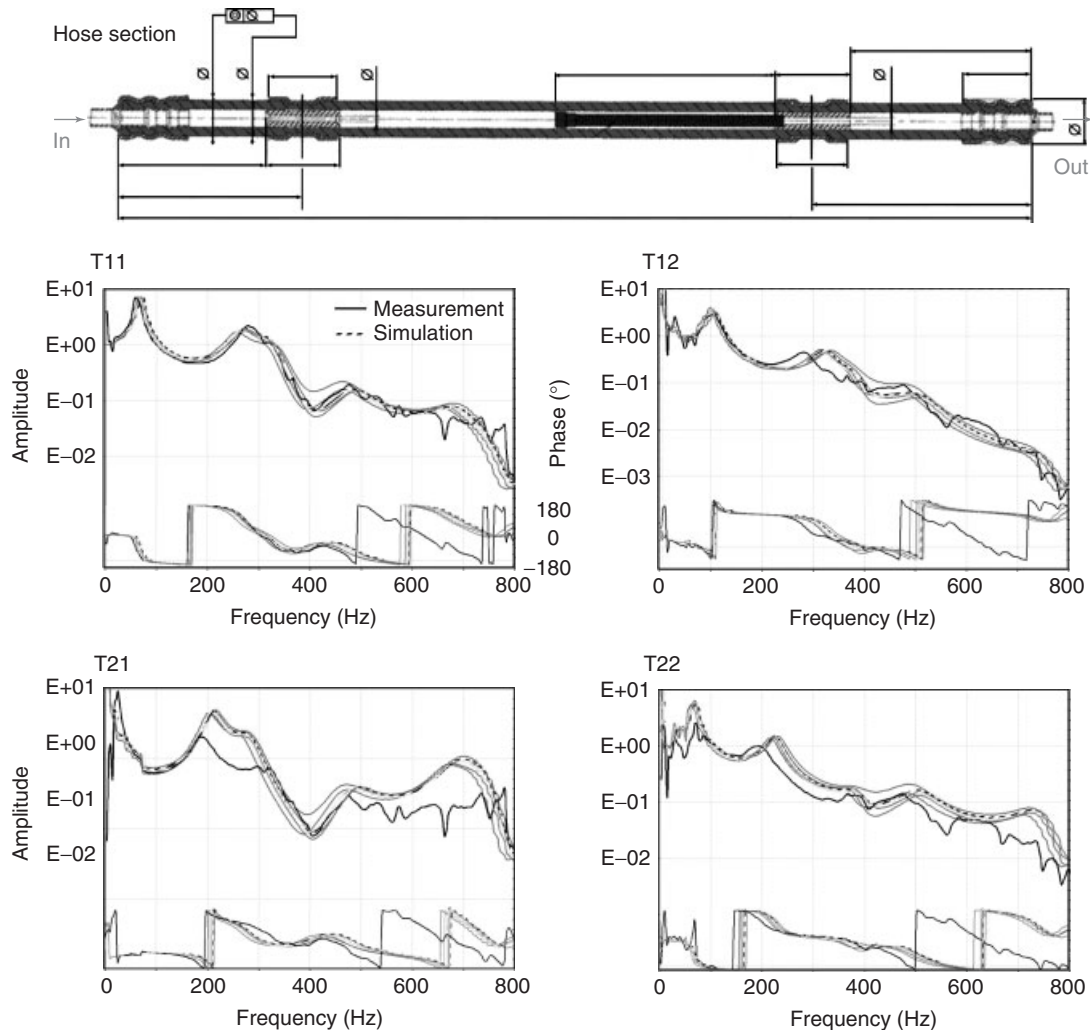 Hose section
Ø Ø Ø Ø Ø
In
Out
Ø
T11
T12
E+01
E+00
E−01
E−02
Amplitude
Measurement
Simulation
Phase (°)
180
0
−180
0 200 400 600 800
Frequency (Hz)
E+01
E+00
E−01
E−02
E−03
0 200 400 600 800
Frequency (Hz)
T21
T22
E+01
E+00
E−01
E−02
Amplitude
0 200 400 600 800
Frequency (Hz)
E+01
E+00
E−01
E−02
0 200 400 600 800
Frequency (Hz)